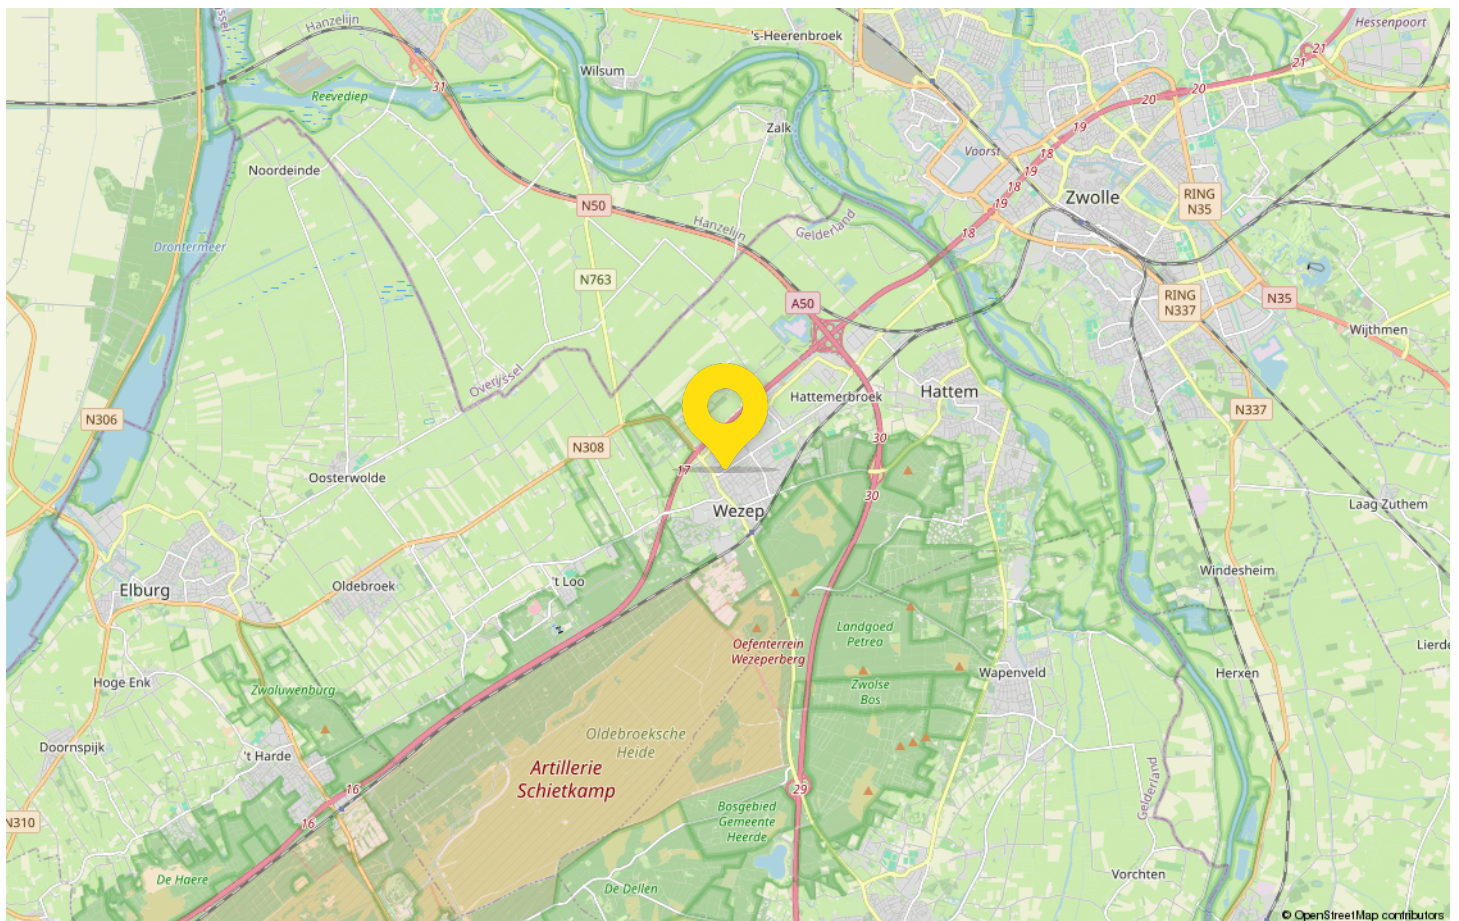 Hanzelijn
Hessenpoort
's-Heerenbroek
21
21
Wilsum
31
Reevediep
20
20
Zalk
19
Voorst
18
19
18
19
Noordeinde
Zwolle
RING
N35
N50
Hanzelijn
Gelderland
18
Drontermeer
N763
A50
RING
N337
N35
Wijthmen
Overijssel
Hattemerbroek
Hattem
N306
N337
N308
30
17
Oosterwolde
30
Laag Zuthem
Wezep
Elburg
Oldebroek
't Loo
Windesheim
Landgoed
Petrea
Oefenterrein
Wezeperberg
Wapenveld
Herxen
Hoge Enk
Zwaluwenburg
Zwolse
Bos
Oldebroeksche
Heide
Doornspijk
't Harde
Artillerie
Schietkamp
16
29
Gelderland
16
N310
Bosgebied
Gemeente
Heerde
De Haere
De Dellen
Vorchten
© OpenStreetMap contributors